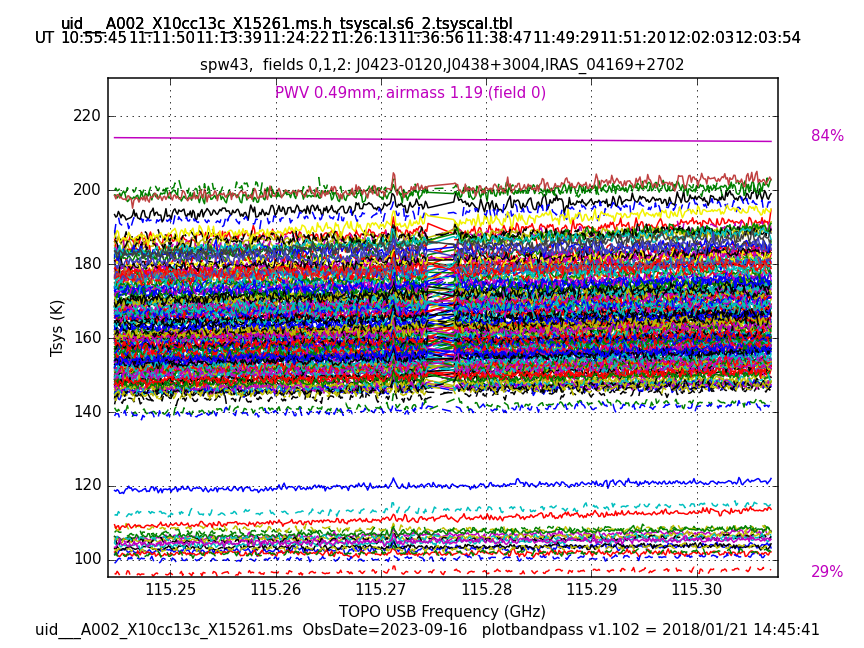 uid___A002_X10cc13c_X15261.ms.h_tsyscal.s6_2.tsyscal.tbl
UT 10:55:45 11:11:50 11:13:39 11:24:22 11:26:13 11:36:56 11:38:47 11:49:29 11:51:20 12:02:03 12:03:54
spw43,  fields 0,1,2: J0423-0120,J0438+3004,IRAS_04169+2702
PWV 0.49mm, airmass 1.19 (field 0)
84%
220
200
180
160
140
120
100
Tsys (K)
29%
115.25 115.26 115.27 115.28 115.29 115.30
TOPO USB Frequency (GHz)
uid___A002_X10cc13c_X15261.ms  ObsDate=2023-09-16   plotbandpass v1.102 = 2018/01/21 14:45:41